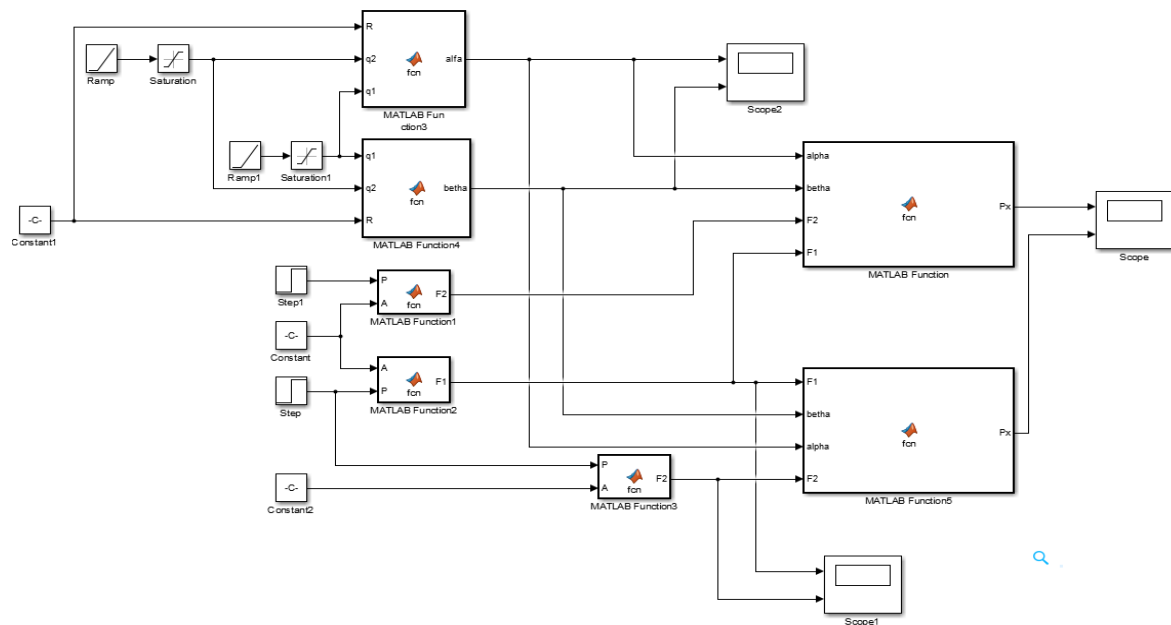 R
q2
q1
fcn
alfa
MATLAB Fun
ction3
Ramp
Saturation
Scope2
Ramp1
Saturation1
q1
q2
R
fcn
betha
MATLAB Function4
-C-
Constant1
alpha
betha
F2
F1
fcn
Px
MATLAB Function
Scope
Step1
P
A
fcn
F2
MATLAB Function1
-C-
Constant
A
P
fcn
F1
MATLAB Function2
Step
F1
betha
alpha
F2
fcn
Px
MATLAB Function5
P
A
fcn
F2
MATLAB Function3
-C-
Constant2
Scope1